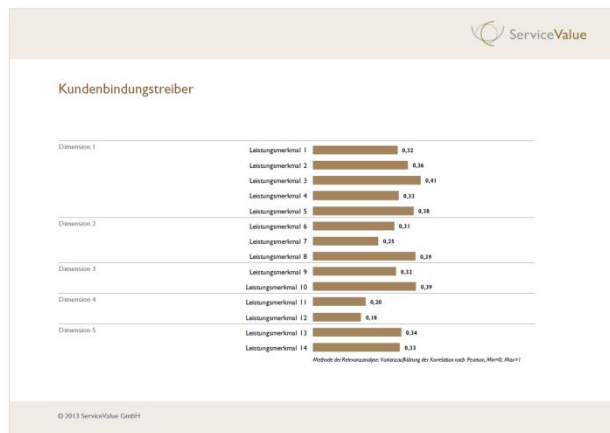 ServiceValue
Kundenbindungstreiber
Dimension 1
Leistungsmerkmal 1 0,32
Leistungsmerkmal 2 0,36
Leistungsmerkmal 3 0,41
Leistungsmerkmal 4 0,33
Leistungsmerkmal 5 0,38
Dimension 2
Leistungsmerkmal 6 0,31
Leistungsmerkmal 7 0,25
Leistungsmerkmal 8 0,39
Dimension 3
Leistungsmerkmal 9 0,32
Leistungsmerkmal 10 0,39
Dimension 4
Leistungsmerkmal 11 0,20
Leistungsmerkmal 12 0,18
Dimension 5
Leistungsmerkmal 13 0,34
Leistungsmerkmal 14 0,33
Methode der Relevanzanalyse: Varianzaufklärung der Korrelation nach Pearson, Min=0; Max=1
© 2013 ServiceValue GmbH